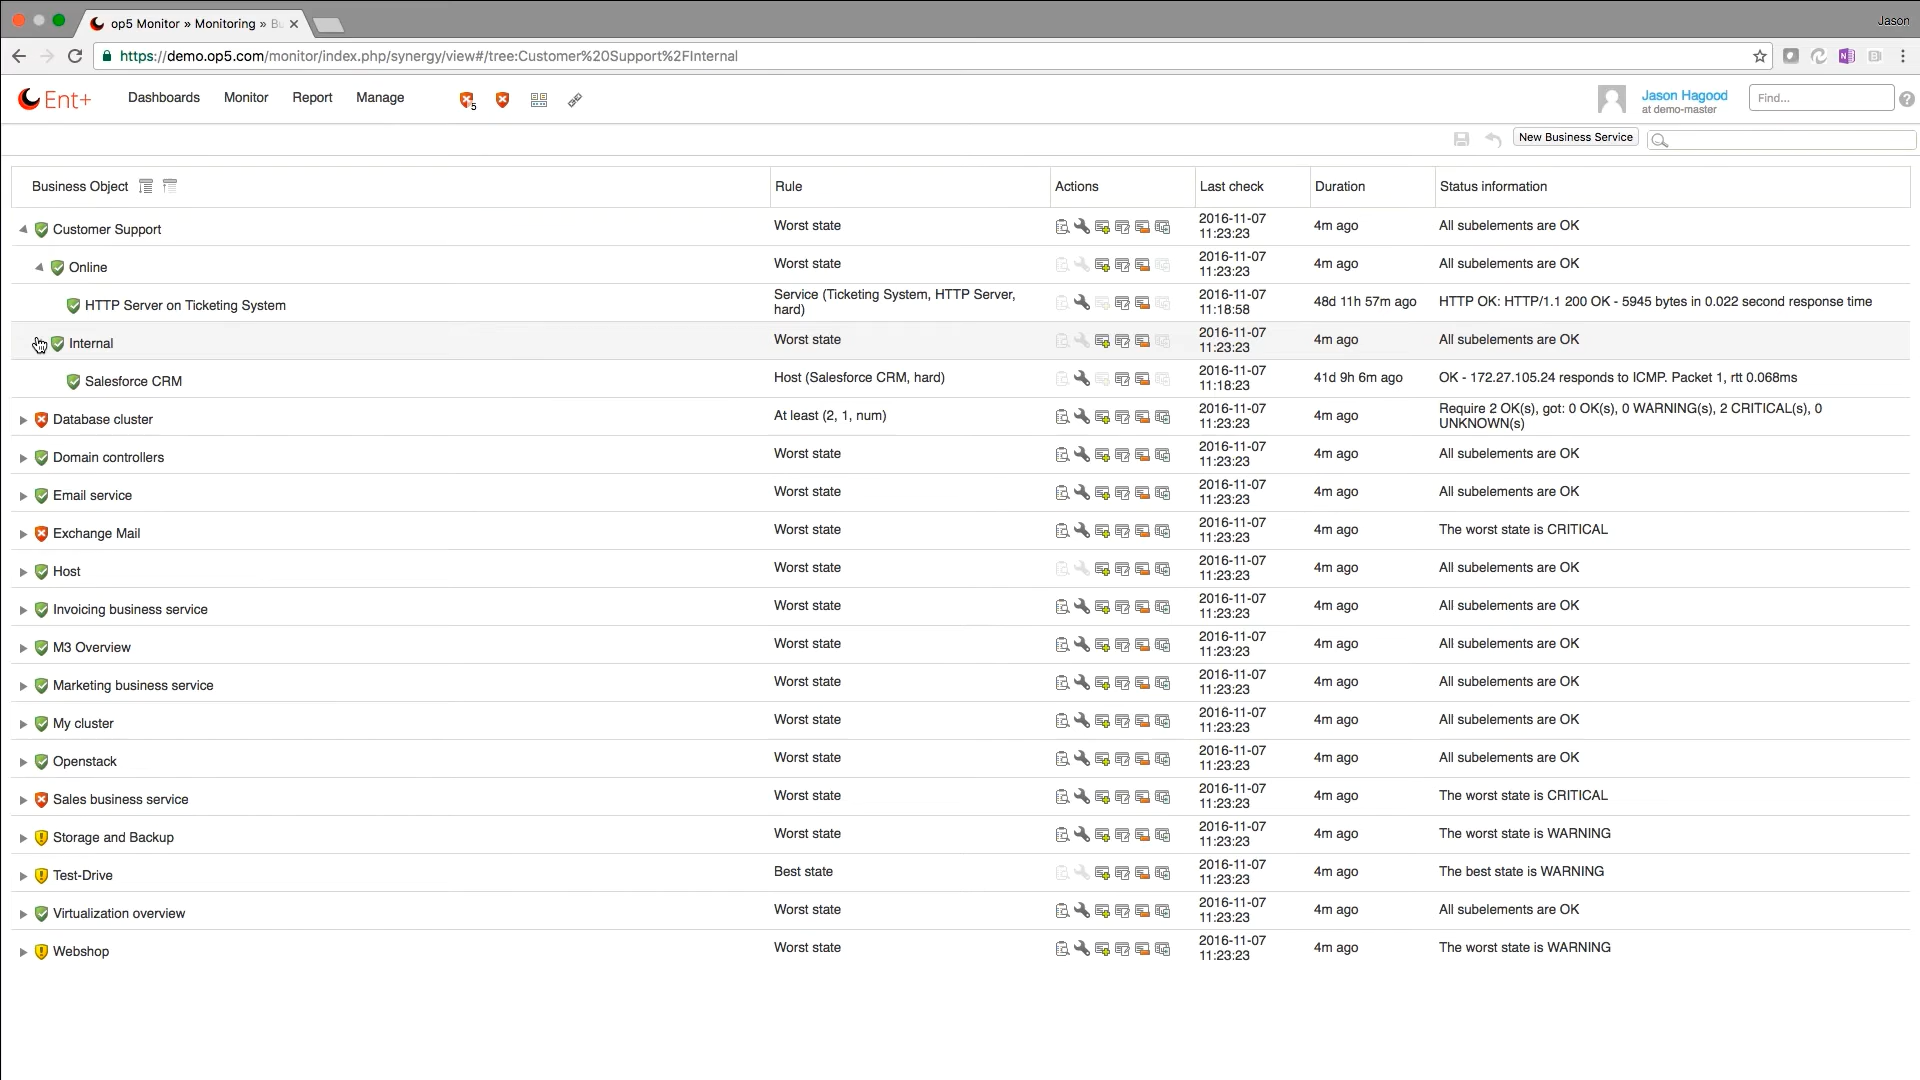 Jason
op5 Monitor » Monitoring » B
https://demo.op5.com/monitor/index.php/synergy/view#/tree:Customer%20Support%2FInternal
Ent+ Dashboards Monitor Report Manage 5 Jason Hagood Find...
at demo-master
New Business Service
Business Object Rule Actions Last check Duration Status information
Customer Support Worst state 2016-11-07 11:23:23 4m ago All subelements are OK
Online Worst state 2016-11-07 11:23:23 4m ago All subelements are OK
HTTP Server on Ticketing System Service (Ticketing System, HTTP Server, hard) 2016-11-07 11:18:58 48d 11h 57m ago HTTP OK: HTTP/1.1 200 OK - 5945 bytes in 0.022 second response time
Internal Worst state 2016-11-07 11:23:23 4m ago All subelements are OK
Salesforce CRM Host (Salesforce CRM, hard) 2016-11-07 11:18:23 41d 9h 6m ago OK - 172.27.105.24 responds to ICMP. Packet 1, rtt 0.068ms
Database cluster At least (2, 1, num) 2016-11-07 11:23:23 4m ago Require 2 OK(s), got: 0 OK(s), 0 WARNING(s), 2 CRITICAL(s), 0 UNKNOWN(s)
Domain controllers Worst state 2016-11-07 11:23:23 4m ago All subelements are OK
Email service Worst state 2016-11-07 11:23:23 4m ago All subelements are OK
Exchange Mail Worst state 2016-11-07 11:23:23 4m ago The worst state is CRITICAL
Host Worst state 2016-11-07 11:23:23 4m ago All subelements are OK
Invoicing business service Worst state 2016-11-07 11:23:23 4m ago All subelements are OK
M3 Overview Worst state 2016-11-07 11:23:23 4m ago All subelements are OK
Marketing business service Worst state 2016-11-07 11:23:23 4m ago All subelements are OK
My cluster Worst state 2016-11-07 11:23:23 4m ago All subelements are OK
Openstack Worst state 2016-11-07 11:23:23 4m ago All subelements are OK
Sales business service Worst state 2016-11-07 11:23:23 4m ago The worst state is CRITICAL
Storage and Backup Worst state 2016-11-07 11:23:23 4m ago The worst state is WARNING
Test-Drive Best state 2016-11-07 11:23:23 4m ago The best state is WARNING
Virtualization overview Worst state 2016-11-07 11:23:23 4m ago All subelements are OK
Webshop Worst state 2016-11-07 11:23:23 4m ago The worst state is WARNING